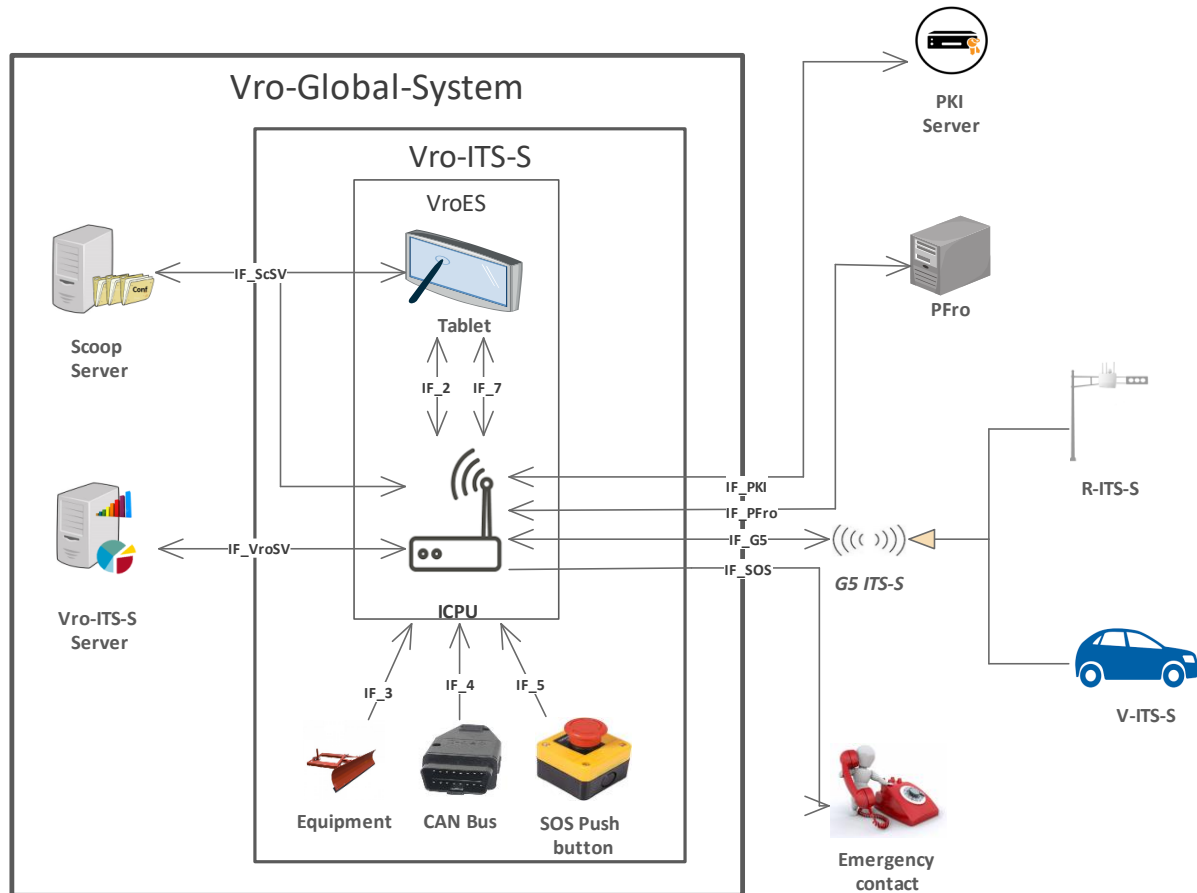 Vro-Global-System
Vro-ITS-S
VroES
PKI
Server
PFro
Conf
Scoop
Server
IF_ScSV
Tablet
IF_2
IF_7
R-ITS-S
IF_PKI
IF_PFro
IF_G5
IF_SOS
G5 ITS-S
IF_VroSV
Vro-ITS-S
Server
ICPU
IF_3
IF_4
IF_5
V-ITS-S
Equipment
CAN Bus
SOS Push
button
Emergency
contact